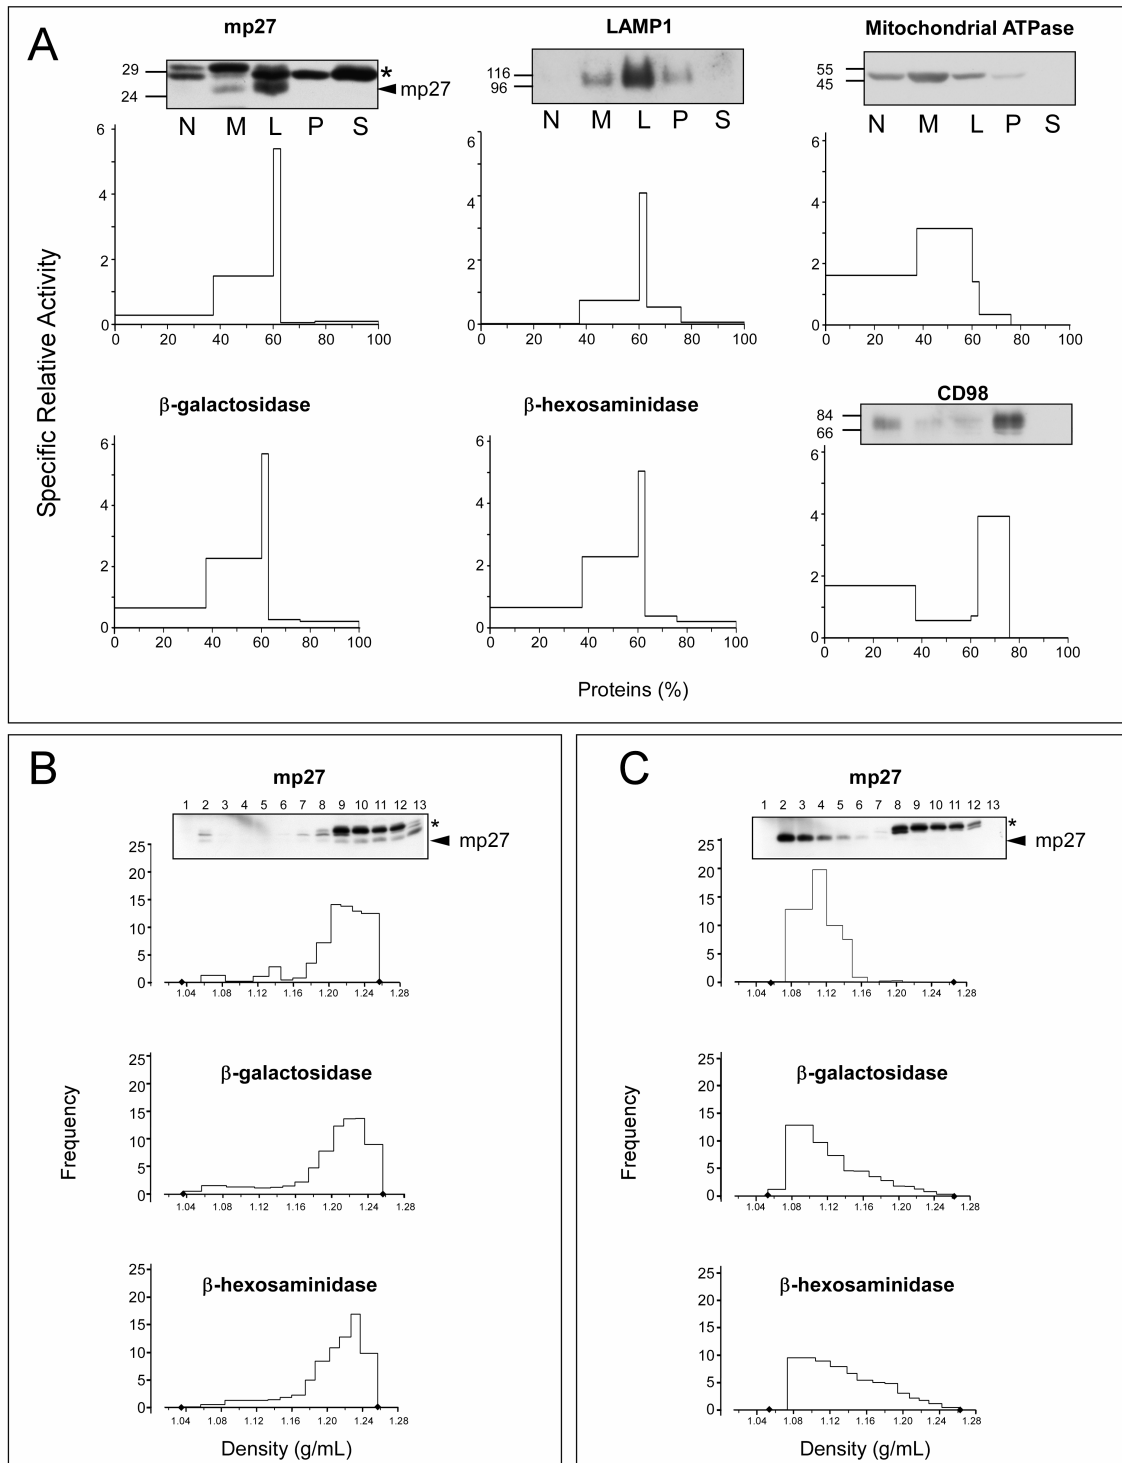 A
mp27
LAMP1
Mitochondrial ATPase
29
24
*
mp27
116
96
55
45
N M L P S
N M L P S
N M L P S
6
4
2
0
0 20 40 60 80 100
6
4
2
0
0 20 40 60 80 100
6
4
2
0
0 20 40 60 80 100
Specific Relative Activity
β-galactosidase
β-hexosaminidase
CD98
84
66
6
4
2
0
0 20 40 60 80 100
6
4
2
0
0 20 40 60 80 100
6
4
2
0
0 20 40 60 80 100
Proteins (%)
B
mp27
1 2 3 4 5 6 7 8 9 10 11 12 13
*
mp27
25
20
15
10
5
0
1.04 1.08 1.12 1.16 1.20 1.24 1.28
β-galactosidase
25
20
15
10
5
0
1.04 1.08 1.12 1.16 1.20 1.24 1.28
Frequency
β-hexosaminidase
25
20
15
10
5
0
1.04 1.08 1.12 1.16 1.20 1.24 1.28
Density (g/mL)
C
mp27
1 2 3 4 5 6 7 8 9 10 11 12 13
*
mp27
25
20
15
10
5
0
1.04 1.08 1.12 1.16 1.20 1.24 1.28
β-galactosidase
25
20
15
10
5
0
1.04 1.08 1.12 1.16 1.20 1.24 1.28
Frequency
β-hexosaminidase
25
20
15
10
5
0
1.04 1.08 1.12 1.16 1.20 1.24 1.28
Density (g/mL)